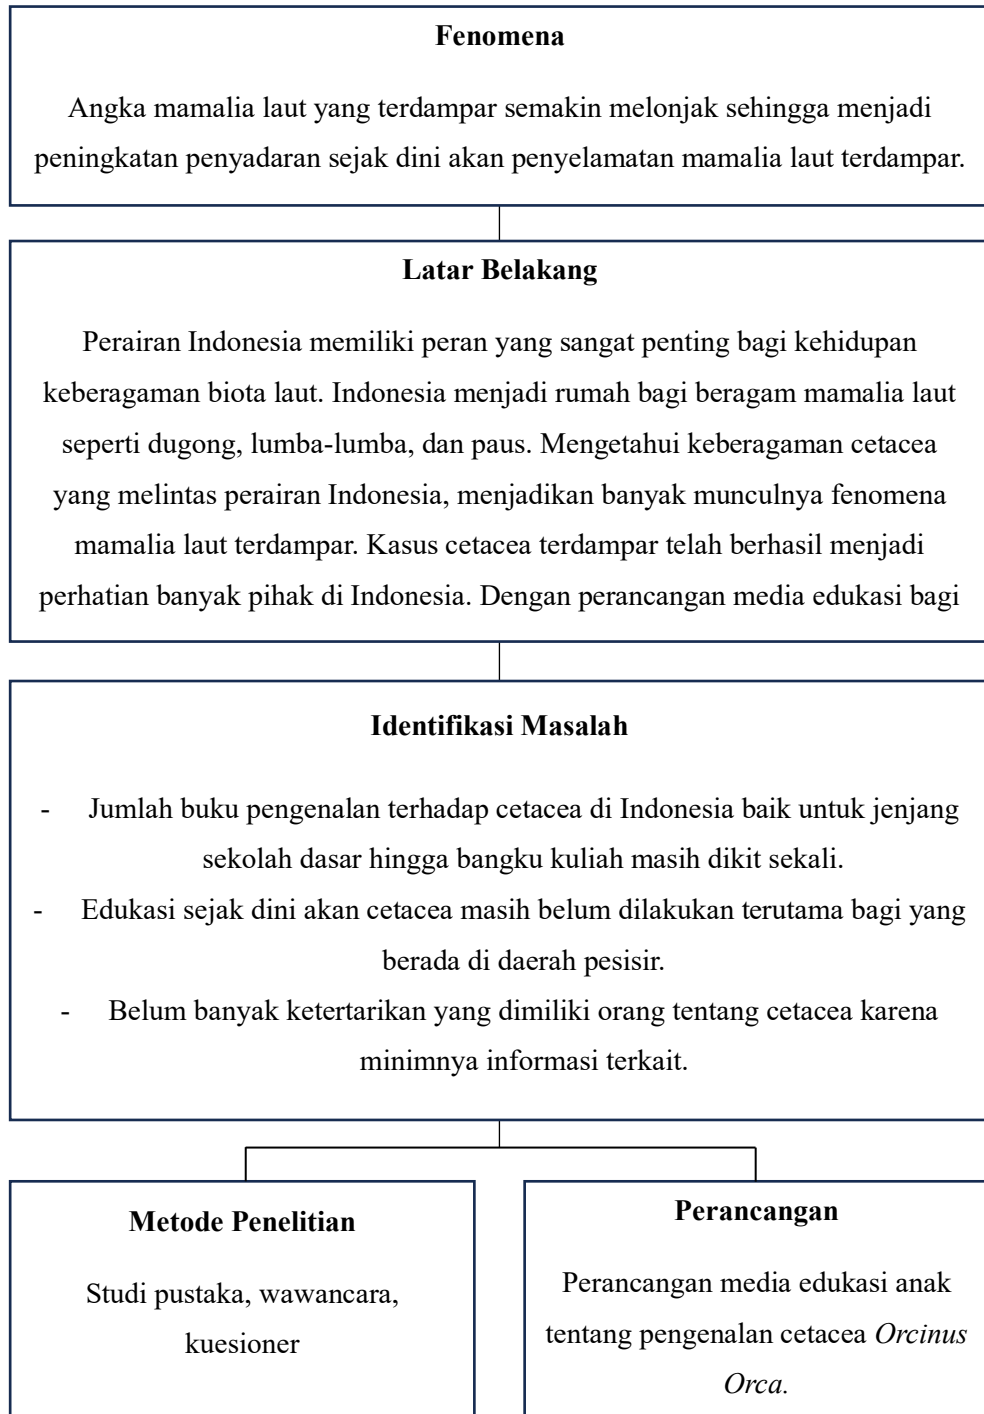 Fenomena
Angka mamalia laut yang terdampar semakin melonjak sehingga menjadi
peningkatan penyadaran sejak dini akan penyelamatan mamalia laut terdampar.
Latar Belakang
Perairan Indonesia memiliki peran yang sangat penting bagi kehidupan
keberagaman biota laut. Indonesia menjadi rumah bagi beragam mamalia laut
seperti dugong, lumba-lumba, dan paus. Mengetahui keberagaman cetacea
yang melintas perairan Indonesia, menjadikan banyak munculnya fenomena
mamalia laut terdampar. Kasus cetacea terdampar telah berhasil menjadi
perhatian banyak pihak di Indonesia. Dengan perancangan media edukasi bagi
Identifikasi Masalah
- Jumlah buku pengenalan terhadap cetacea di Indonesia baik untuk jenjang
sekolah dasar hingga bangku kuliah masih dikit sekali.
- Edukasi sejak dini akan cetacea masih belum dilakukan terutama bagi yang
berada di daerah pesisir.
- Belum banyak ketertarikan yang dimiliki orang tentang cetacea karena
minimnya informasi terkait.
Metode Penelitian
Studi pustaka, wawancara,
kuesioner
Perancangan
Perancangan media edukasi anak
tentang pengenalan cetacea Orcinus
Orca.